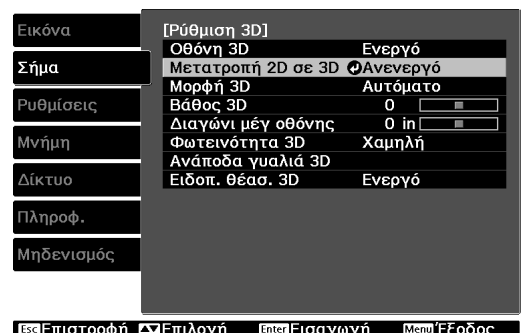 Εικόνα
Σήμα
Ρυθμίσεις
Μνήμη
Δίκτυο
Πληροφ.
Μηδενισμός
[Ρύθμιση 3D]
Οθόνη 3D Ενεργό
Μετατροπή 2D σε 3D Ανενεργό
Μορφή 3D Αυτόματο
Βάθος 3D 0
Διαγώνι μέγ οθόνης 0 in
Φωτεινότητα 3D Χαμηλή
Ανάποδα γυαλιά 3D
Ειδοπ. θέασ. 3D Ενεργό
Esc Επιστροφή Επιλογή Enter Εισαγωγή Menu Έξοδος